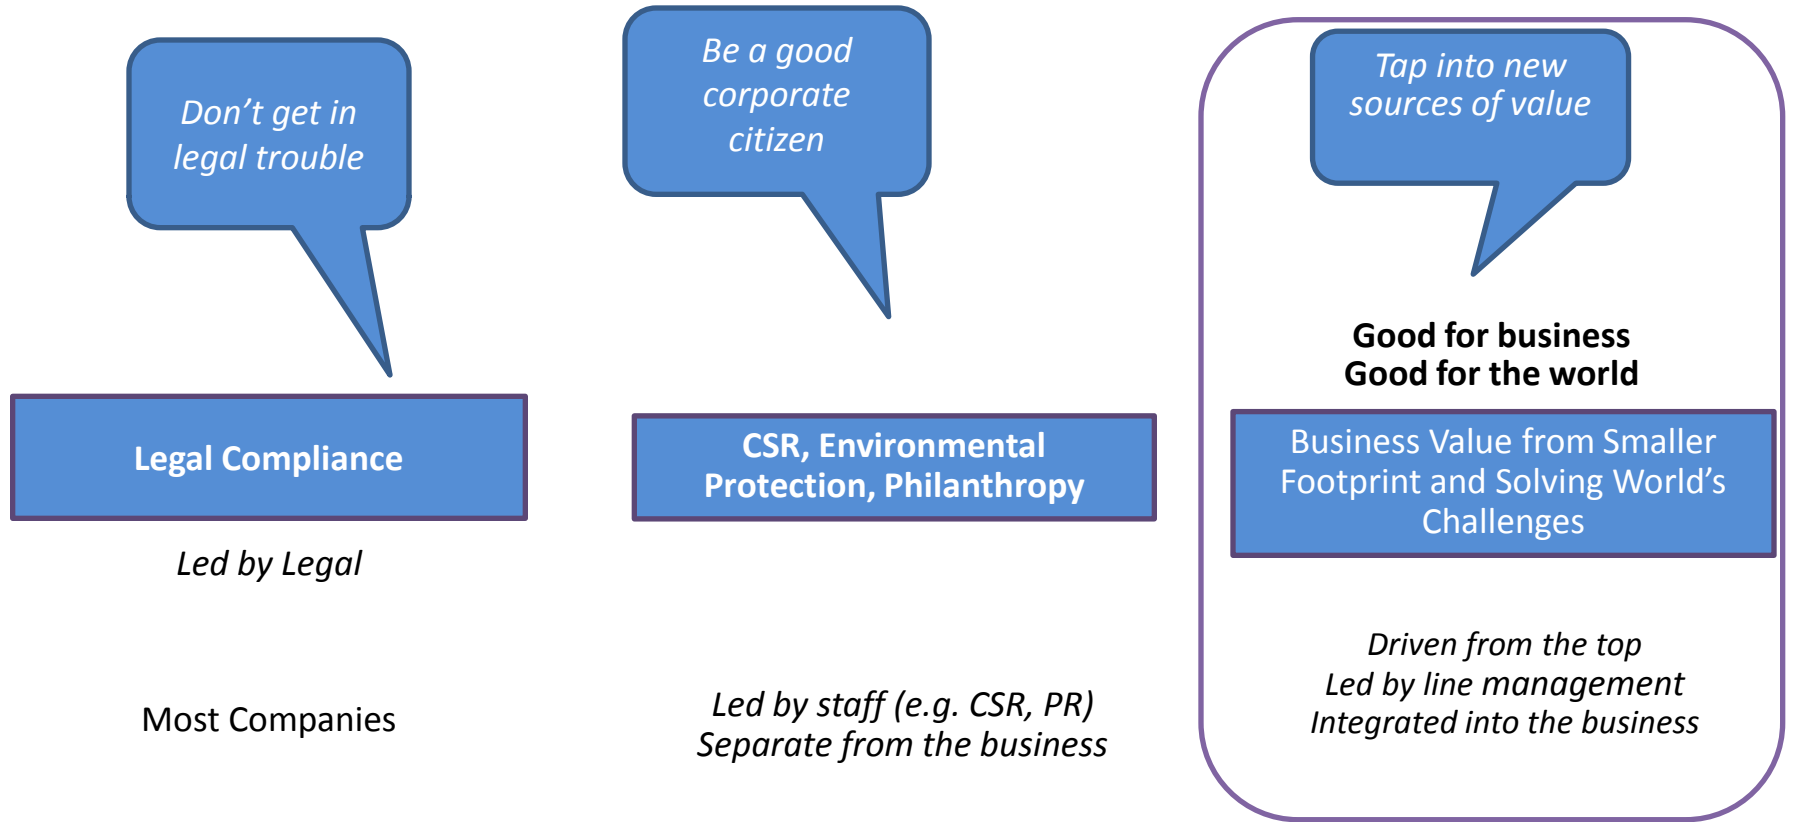 Don’t get in
legal trouble
Legal Compliance
Led by Legal
Most Companies
Be a good
corporate
citizen
CSR, Environmental
Protection, Philanthropy
Led by staff (e.g. CSR, PR)
Separate from the business
Tap into new
sources of value
Good for business
Good for the world
Business Value from Smaller
Footprint and Solving World’s
Challenges
Driven from the top
Led by line management
Integrated into the business